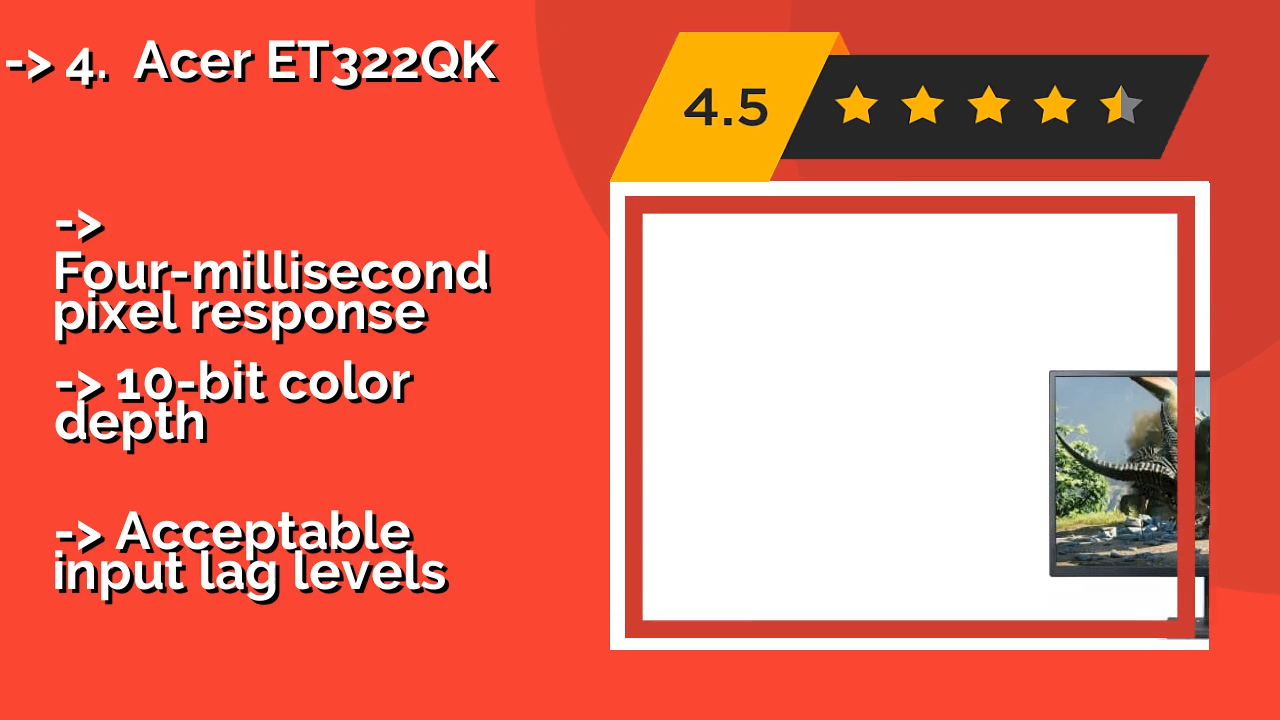 -> 4.  Acer ET322QK
4.5
->
Four-millisecond
pixel response
-> 10-bit color
depth
-> Acceptable
input lag levels